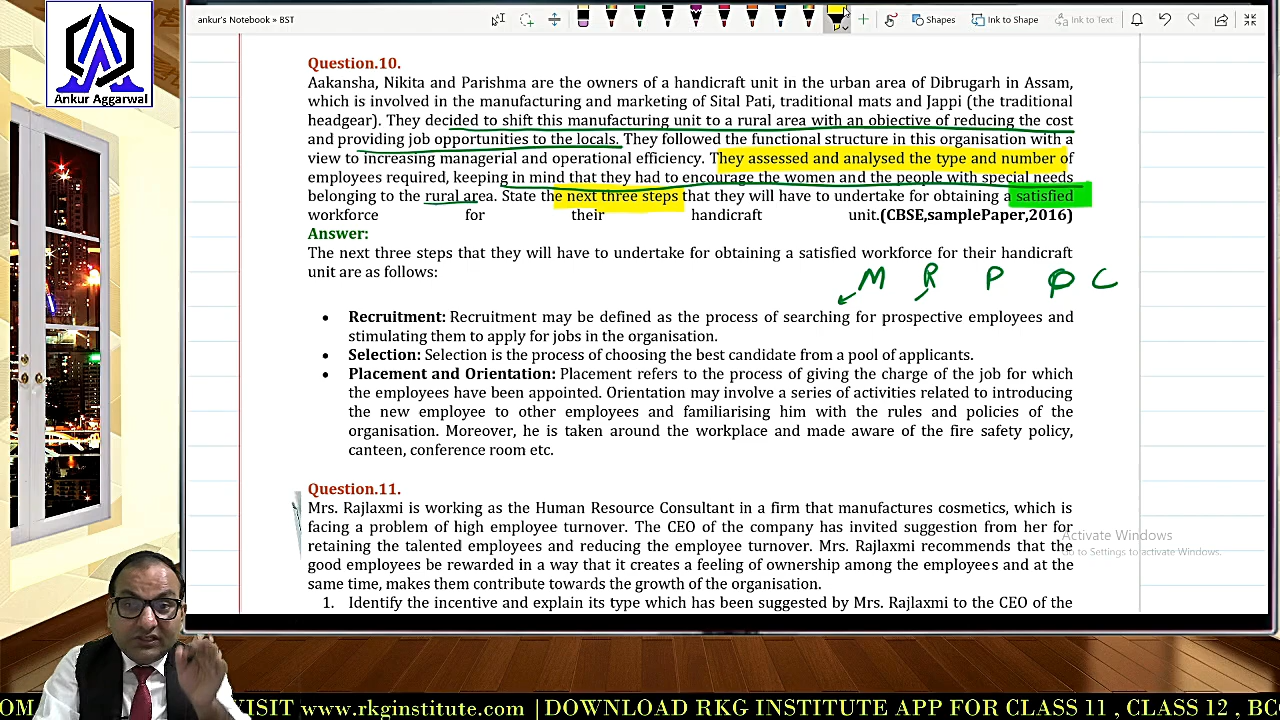 ankur's Notebook » BST
Shapes
Ink to Shape
Ink to Text
Ankur Aggarwal
Question.10.
Aakansha, Nikita and Parishma are the owners of a handicraft unit in the urban area of Dibrugarh in Assam,
which is involved in the manufacturing and marketing of Sital Pati, traditional mats and Jappi (the traditional
headgear). They decided to shift this manufacturing unit to a rural area with an objective of reducing the cost
and providing job opportunities to the locals. They followed the functional structure in this organisation with a
view to increasing managerial and operational efficiency. They assessed and analysed the type and number of
employees required, keeping in mind that they had to encourage the women and the people with special needs
belonging to the rural area. State the next three steps that they will have to undertake for obtaining a satisfied
workforce for their handicraft unit.(CBSE,samplePaper,2016)
Answer:
The next three steps that they will have to undertake for obtaining a satisfied workforce for their handicraft
unit are as follows:
M R P O C
• Recruitment: Recruitment may be defined as the process of searching for prospective employees and
stimulating them to apply for jobs in the organisation.
• Selection: Selection is the process of choosing the best candidate from a pool of applicants.
• Placement and Orientation: Placement refers to the process of giving the charge of the job for which
the employees have been appointed. Orientation may involve a series of activities related to introducing
the new employee to other employees and familiarising him with the rules and policies of the
organisation. Moreover, he is taken around the workplace and made aware of the fire safety policy,
canteen, conference room etc.
Question.11.
Mrs. Rajlaxmi is working as the Human Resource Consultant in a firm that manufactures cosmetics, which is
facing a problem of high employee turnover. The CEO of the company has invited suggestion from her for
retaining the talented employees and reducing the employee turnover. Mrs. Rajlaxmi recommends that the
good employees be rewarded in a way that it creates a feeling of ownership among the employees and at the
same time, makes them contribute towards the growth of the organisation.
1. Identify the incentive and explain its type which has been suggested by Mrs. Rajlaxmi to the CEO of the
Activate Windows
Go to Settings to activate Windows.
OM VISIT www.rkginstitute.com | DOWNLOAD RKG INSTITUTE APP FOR CLASS 11 , CLASS 12 , BC